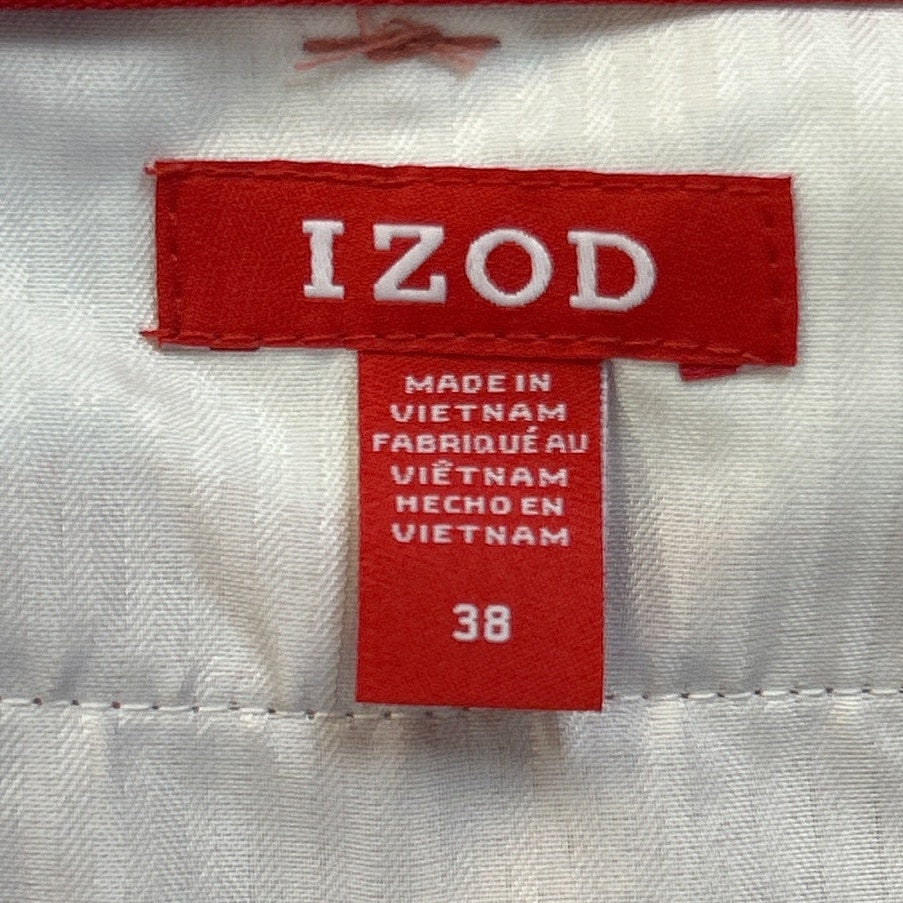 IZOD
MADE IN
VIETNAM
FABRIQUÉ AU
VIÊTNAM
HECHO EN
VIETNAM
38